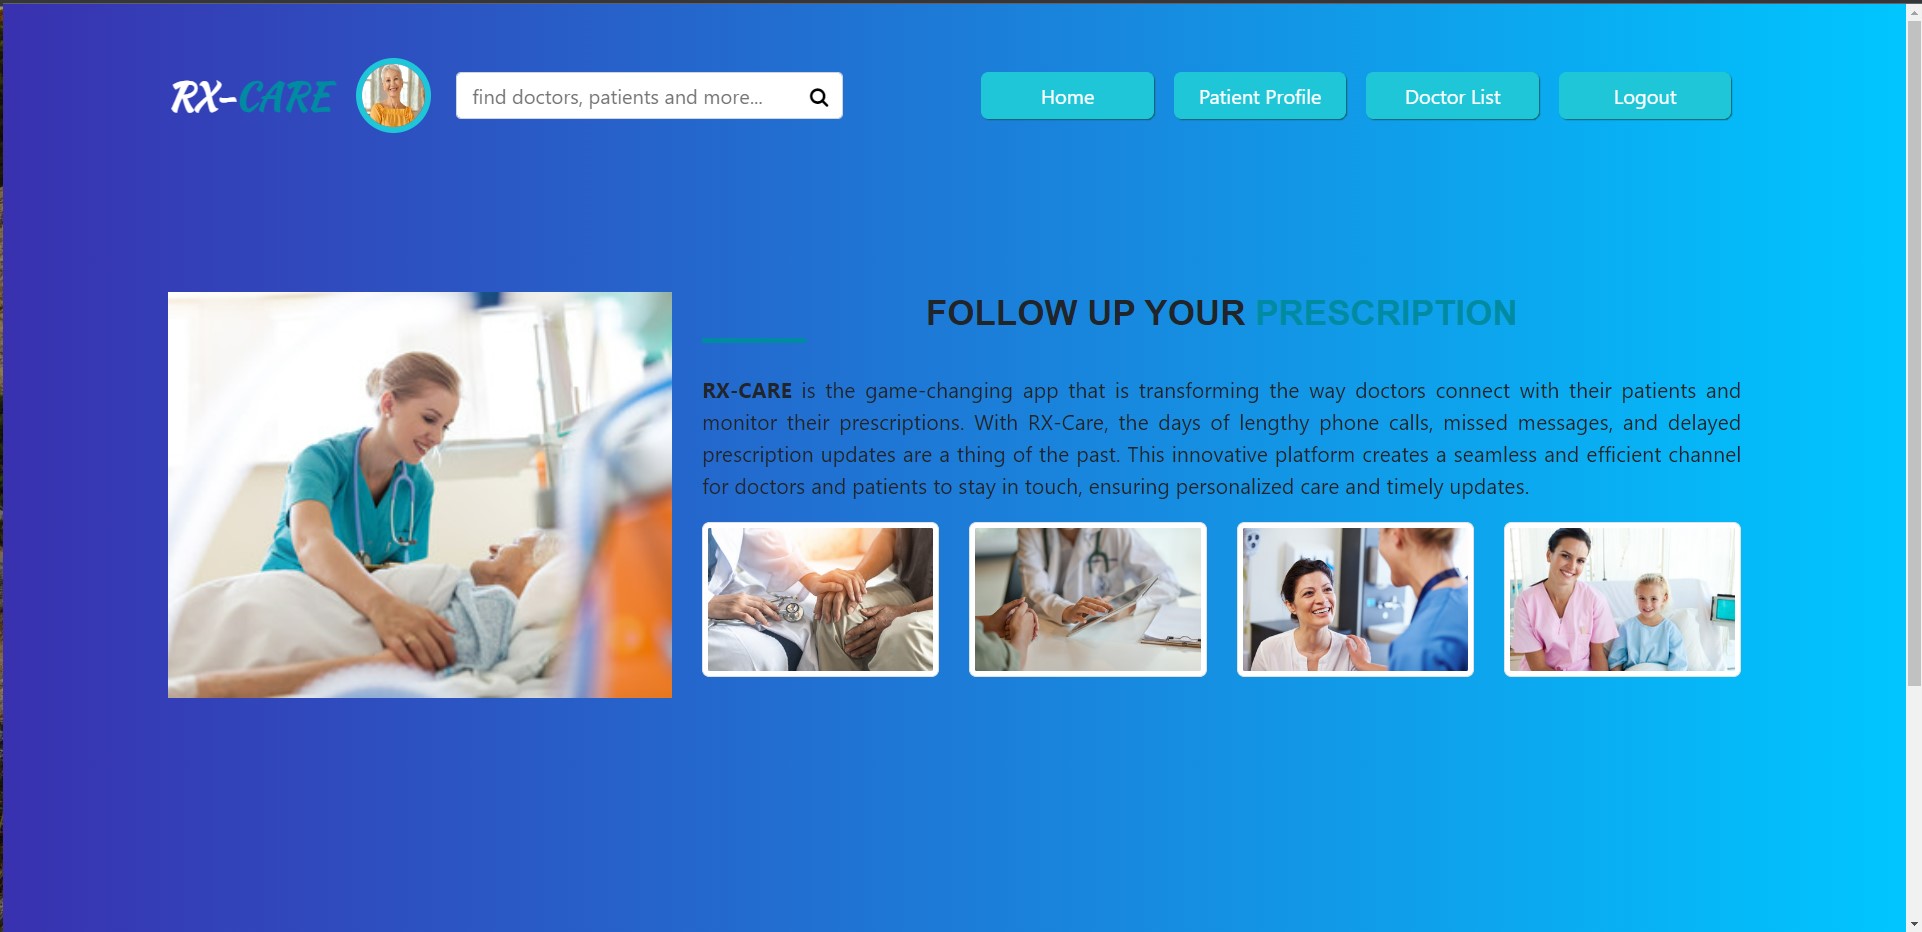 RX-CARE
find doctors, patients and more...
Home
Patient Profile
Doctor List
Logout
FOLLOW UP YOUR PRESCRIPTION
RX-CARE is the game-changing app that is transforming the way doctors connect with their patients and
monitor their prescriptions. With RX-Care, the days of lengthy phone calls, missed messages, and delayed
prescription updates are a thing of the past. This innovative platform creates a seamless and efficient channel
for doctors and patients to stay in touch, ensuring personalized care and timely updates.